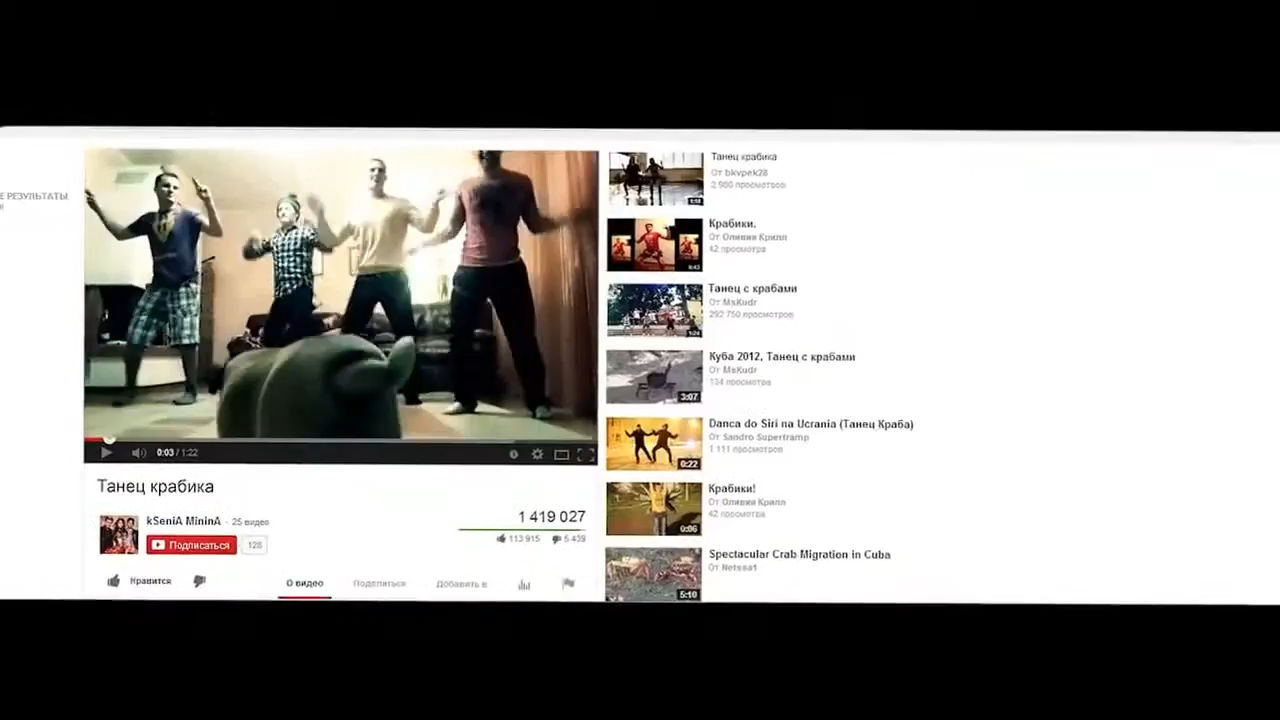 Е РЕЗУЛЬТАТЫ
0:03 / 1:22
Танец крабика
kSeniA MininA · 25 видео
Подписаться 128
1 419 027
113 915 5 439
Нравится
О видео Поделиться Добавить в
Танец крабика
От bkvpek28
2 980 просмотров
Крабики.
От Оливия Крилл
42 просмотра
0:43
Танец с крабами
От MsKudr
292 750 просмотров
1:24
Куба 2012, Танец с крабами
От MsKudr
134 просмотра
3:07
Danca do Siri na Ucrania (Танец Краба)
От Sandro Supertramp
1 111 просмотров
0:22
Крабики!
От Оливия Крилл
42 просмотра
0:06
Spectacular Crab Migration in Cuba
От Netssa1
5:10